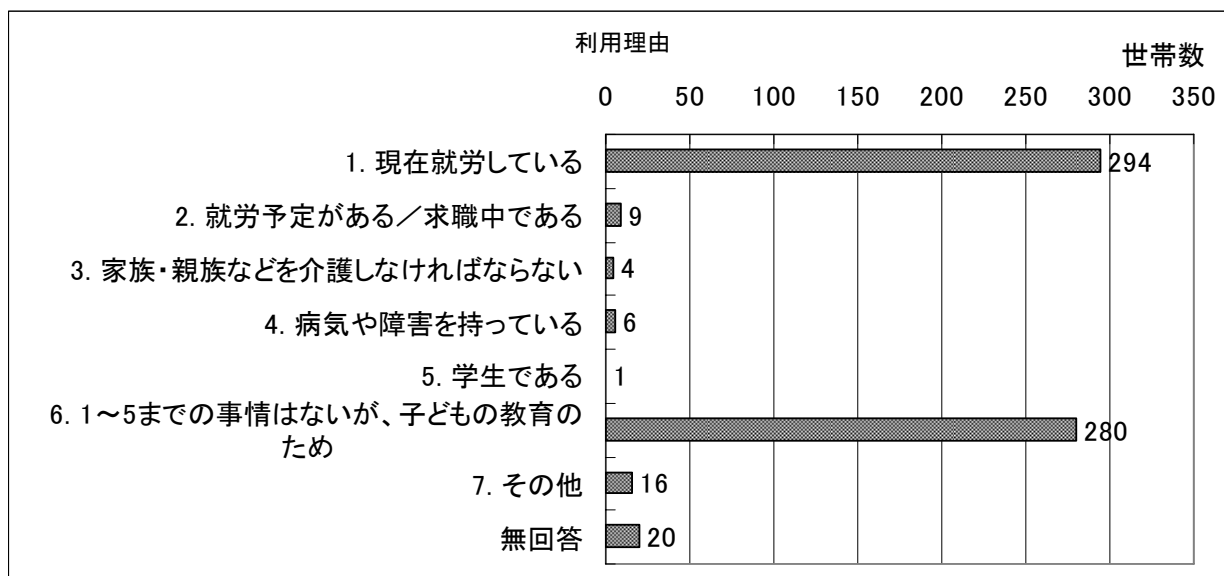 利用理由
世帯数
0 50 100 150 200 250 300 350
1. 現在就労している 294
2. 就労予定がある／求職中である 9
3. 家族・親族などを介護しなければならない 4
4. 病気や障害を持っている 6
5. 学生である 1
6. 1～5までの事情はないが、子どもの教育の
ため 280
7. その他 16
無回答 20